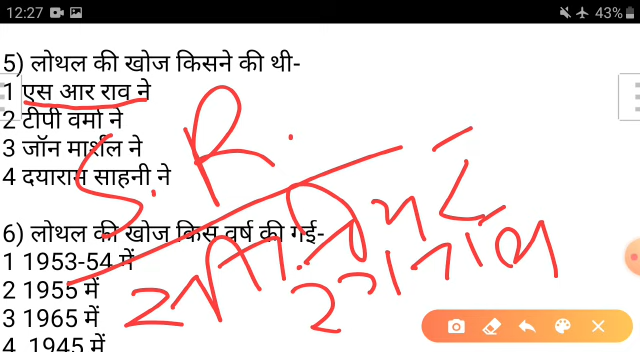 12:27
43%
5) लोथल की खोज किसने की थी-
1 एस आर राव ने
2 टीपी वर्मा ने
3 जॉन मार्शल ने
4 दयाराम साहनी ने
S. R.
6) लोथल की खोज किस वर्ष की गई-
1 1953-54 में
2 1955 में
3 1965 में
4 1945 में